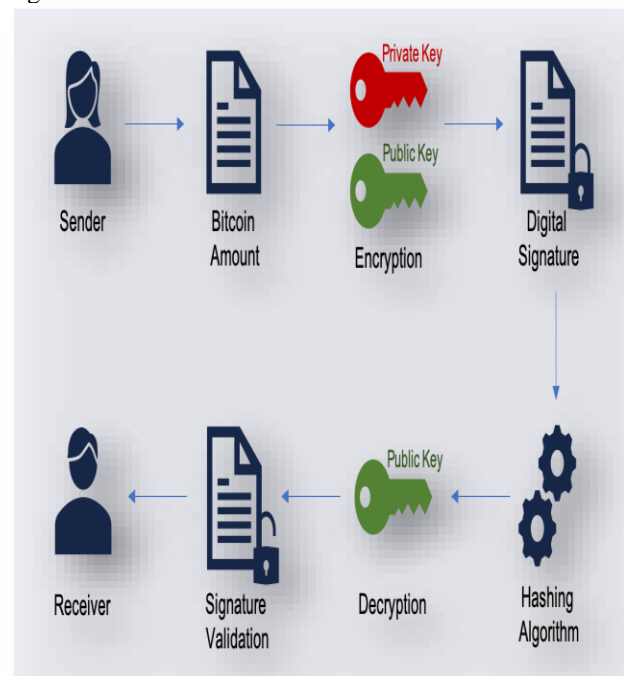 Private Key
Public Key
Sender
Bitcoin
Amount
Encryption
Digital
Signature
Public Key
Receiver
Signature
Validation
Decryption
Hashing
Algorithm